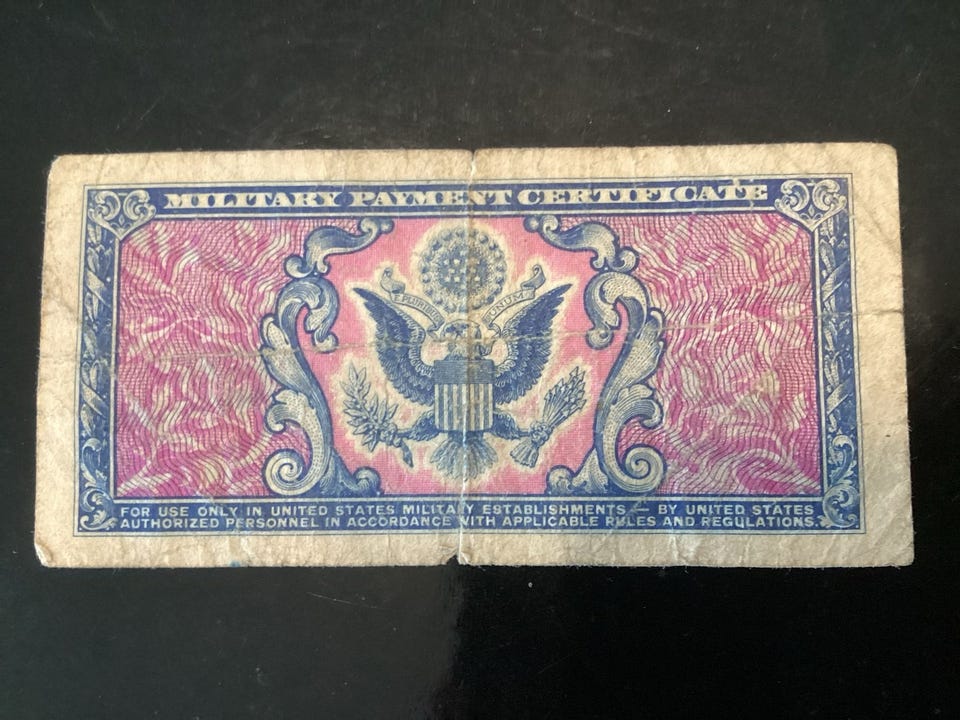 MILITARY PAYMENT CERTIFICATE
E PLURIBUS UNUM
FOR USE ONLY IN UNITED STATES MILITARY ESTABLISHMENTS — BY UNITED STATES
AUTHORIZED PERSONNEL IN ACCORDANCE WITH APPLICABLE RULES AND REGULATIONS.